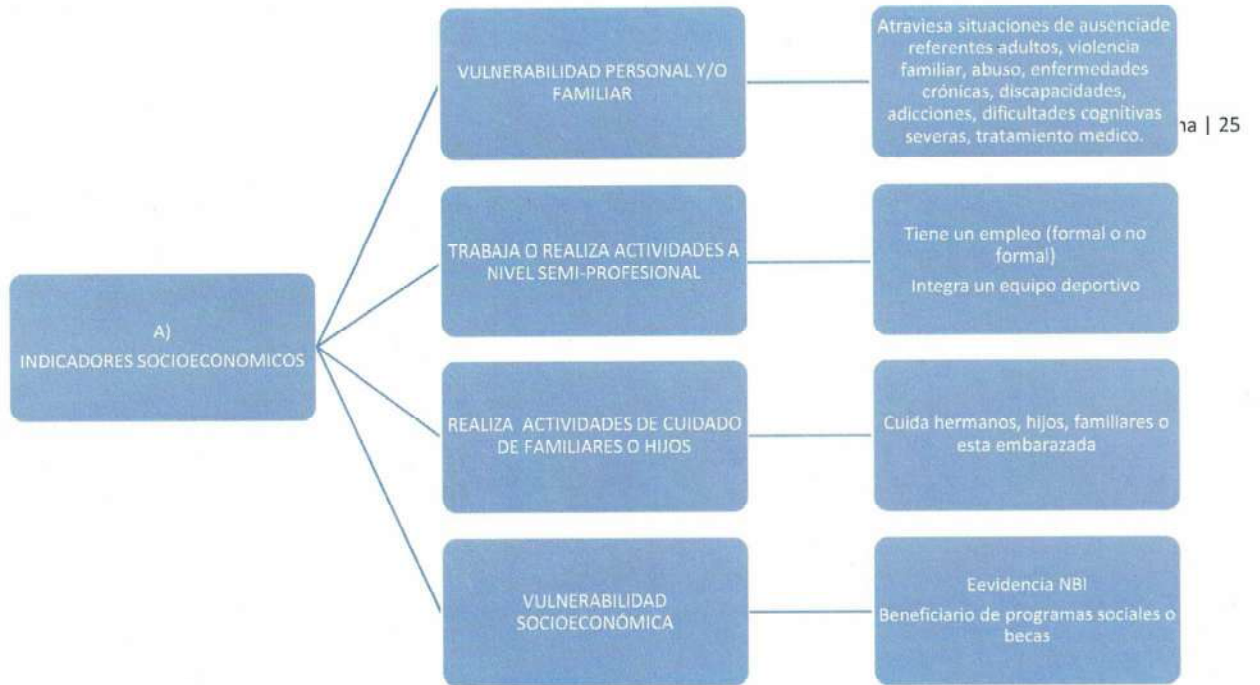 VULNERABILIDAD PERSONAL Y/O
FAMILIAR
Atraviesa situaciones de ausenciade
referentes adultos, violencia
familiar, abuso, enfermedades
crónicas, discapacidades,
adicciones, dificultades cognitivas
severas, tratamiento medico.
na | 25
TRABAJA O REALIZA ACTIVIDADES A
NIVEL SEMI-PROFESIONAL
Tiene un empleo (formal o no
formal)
Integra un equipo deportivo
A)
INDICADORES SOCIOECONOMICOS
REALIZA ACTIVIDADES DE CUIDADO
DE FAMILIARES O HIJOS
Cuida hermanos, hijos, familiares o
esta embarazada
VULNERABILIDAD
SOCIOECONÓMICA
Eevidencia NBI
Beneficiario de programas sociales o
becas